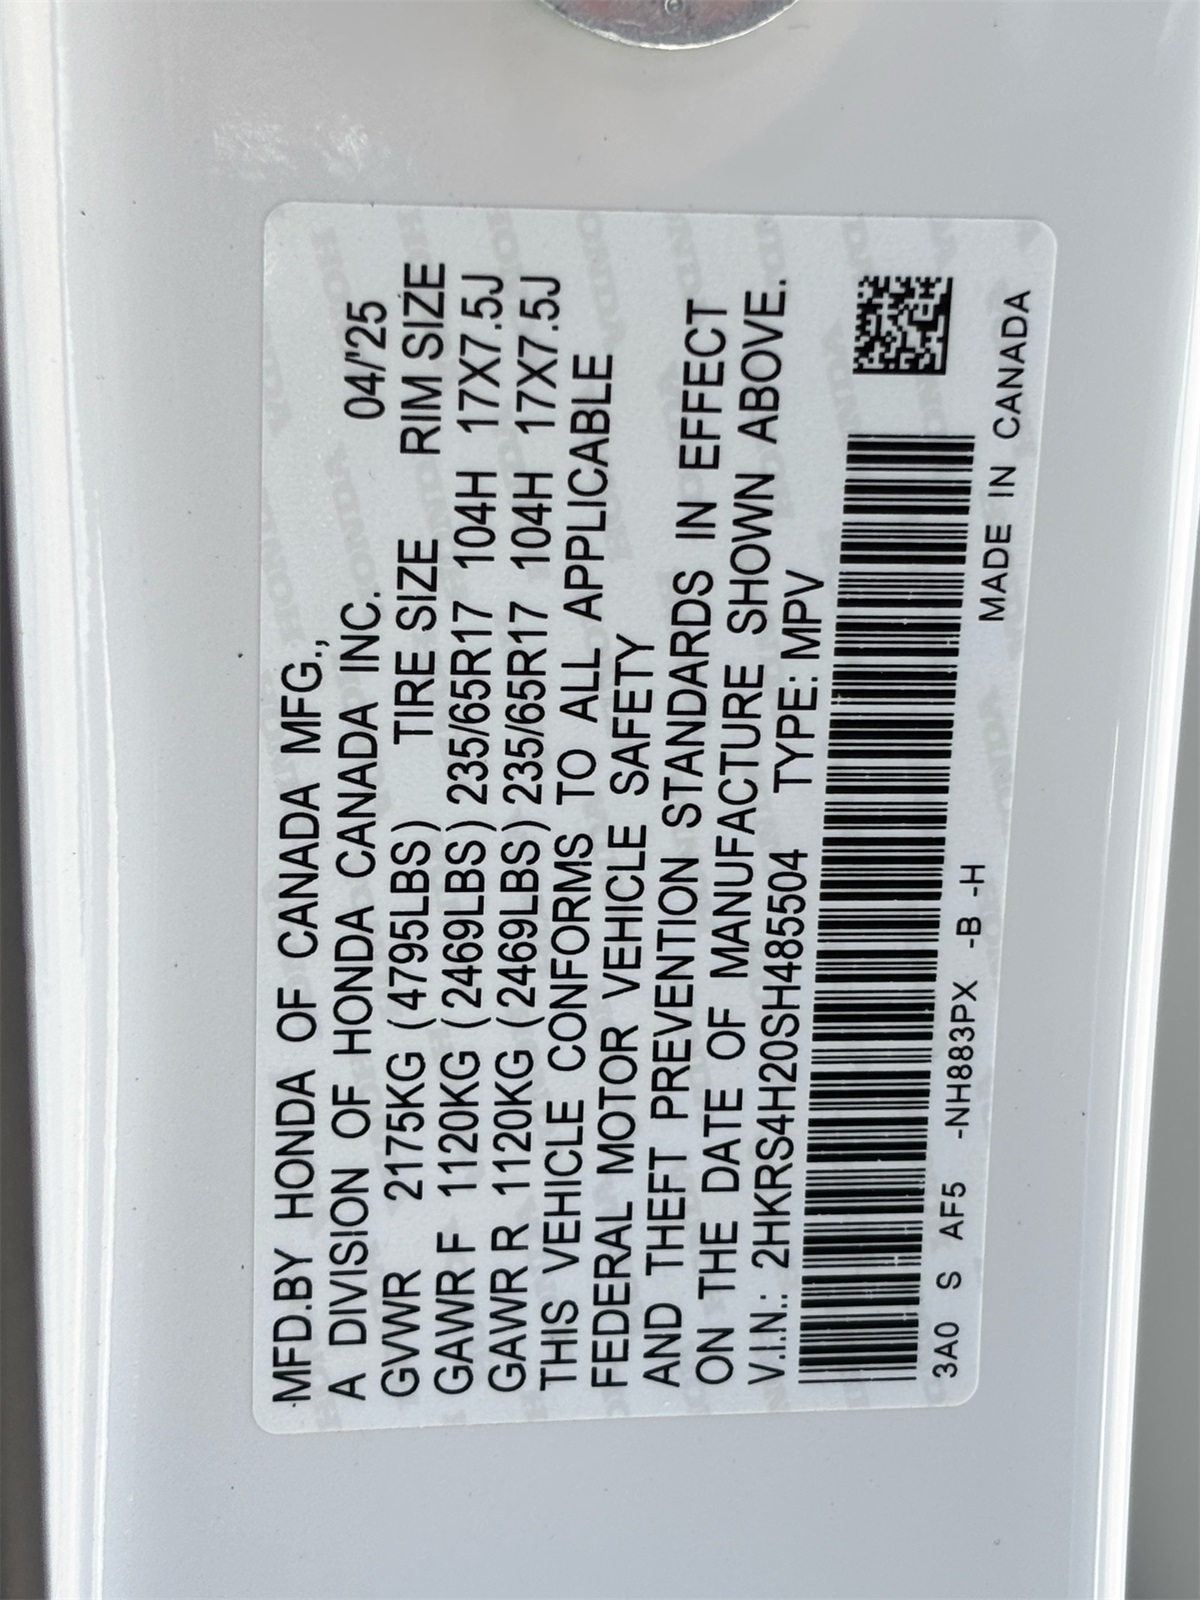 MFD.BY HONDA OF CANADA MFG.,
A DIVISION OF HONDA CANADA INC. 04/'25
GVWR 2175KG (4795LBS) TIRE SIZE RIM SIZE
GAWR F 1120KG (2469LBS) 235/65R17 104H 17X7.5J
GAWR R 1120KG (2469LBS) 235/65R17 104H 17X7.5J
THIS VEHICLE CONFORMS TO ALL APPLICABLE
FEDERAL MOTOR VEHICLE SAFETY
AND THEFT PREVENTION STANDARDS IN EFFECT
ON THE DATE OF MANUFACTURE SHOWN ABOVE.
V.I.N.: 2HKRS4H20SH485504 TYPE: MPV
3A0 S AF5 -NH883PX -B -H MADE IN CANADA